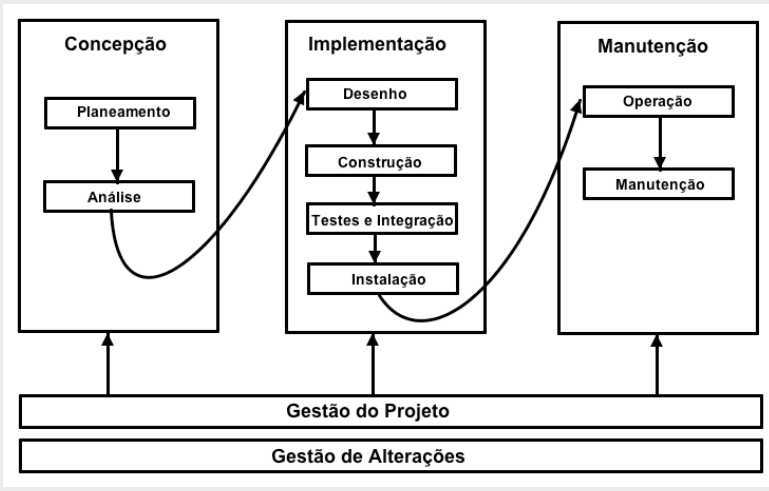 Concepção
Planeamento
Análise
Implementação
Desenho
Construção
Testes e Integração
Instalação
Manutenção
Operação
Manutenção
Gestão do Projeto
Gestão de Alterações